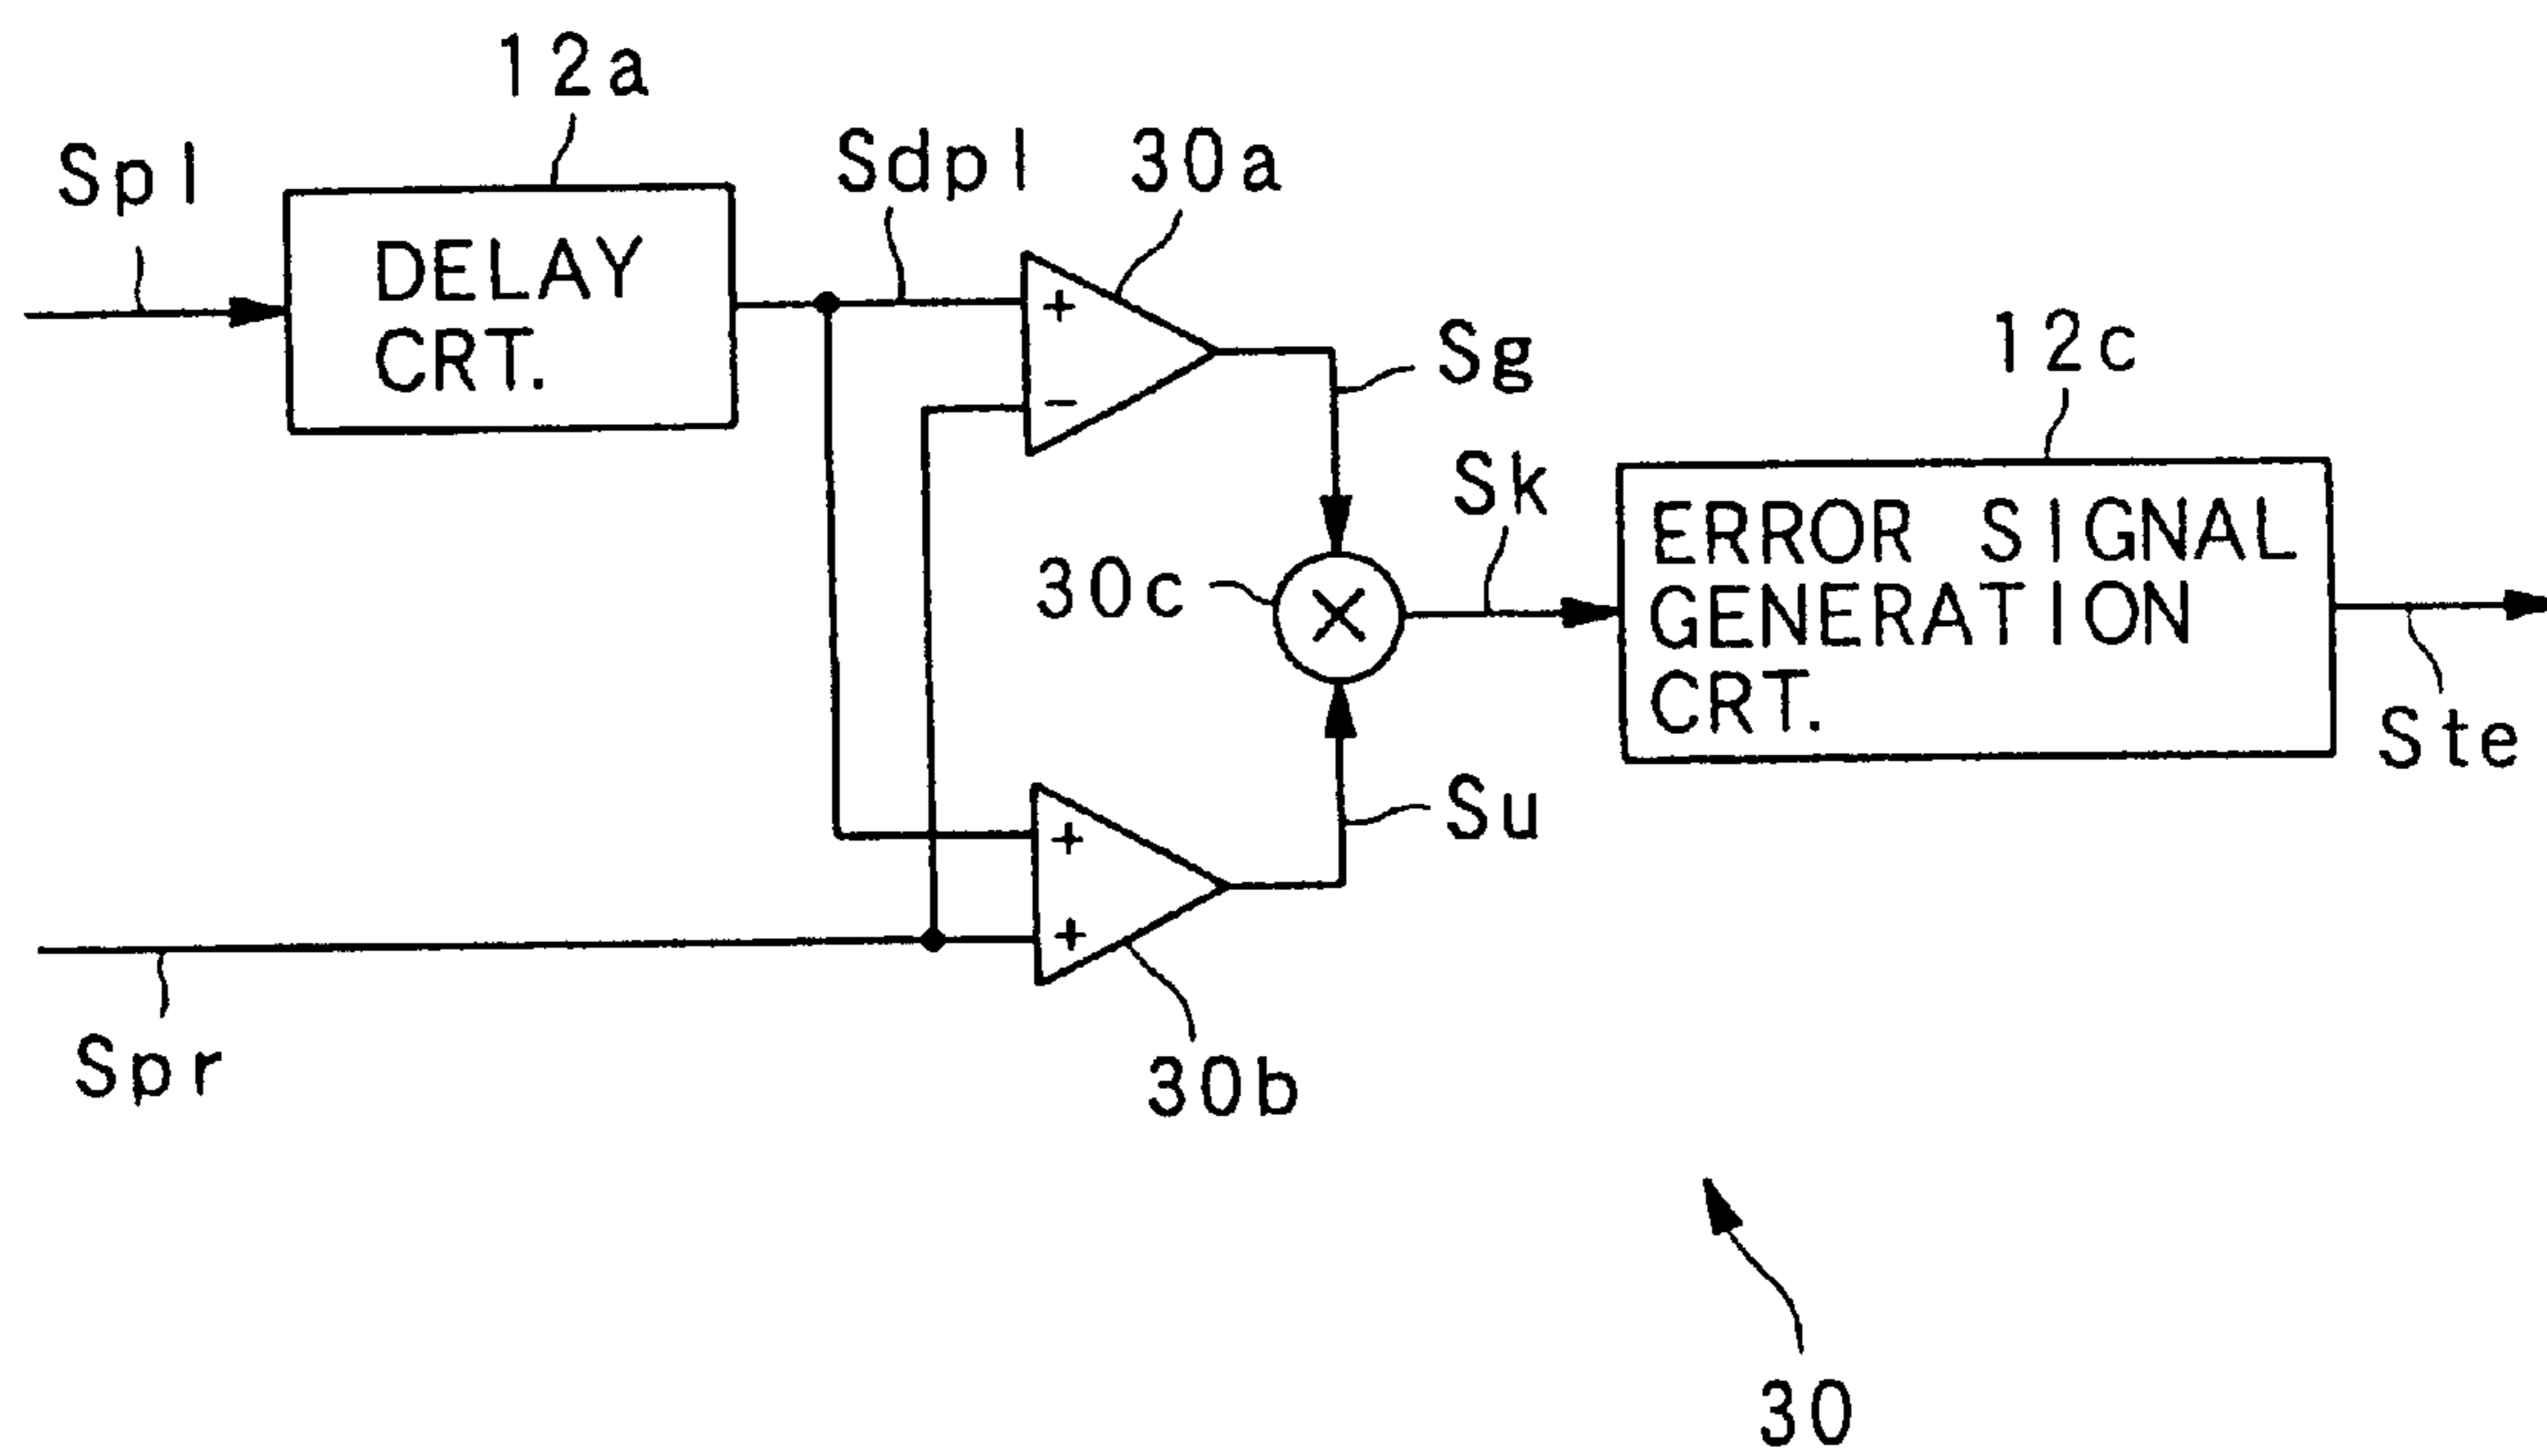 12a
Spl
Sdpl
30a
DELAY
CRT.
+
−
Sg
12c
Sk
30c
×
ERROR SIGNAL
GENERATION
CRT.
Ste
Su
+
+
Spr
30b
30